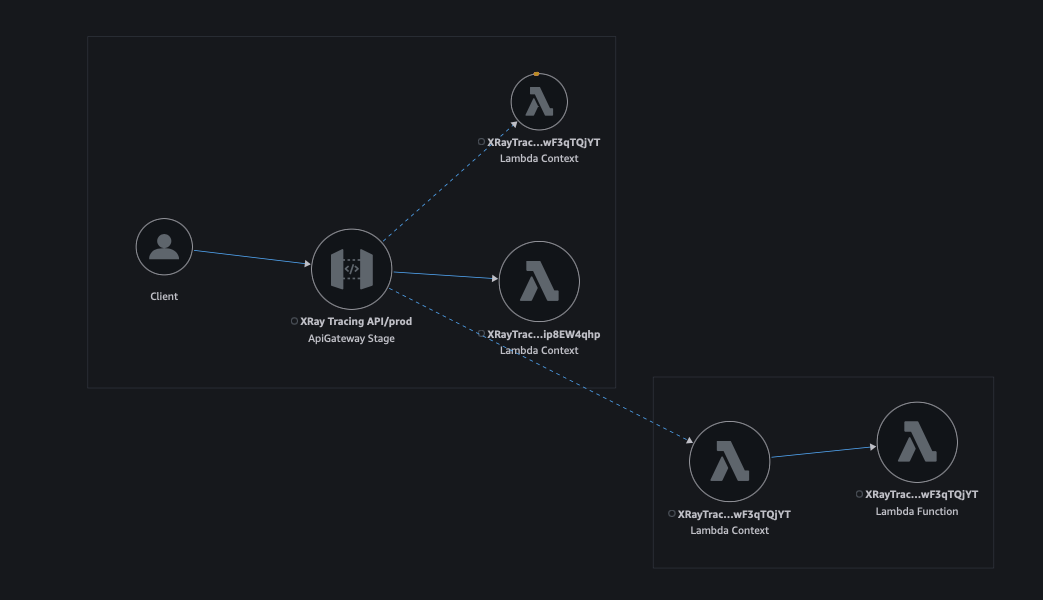 XRayTrac...wF3qTQjYT
Lambda Context
Client
</>
XRay Tracing API/prod
ApiGateway Stage
XRayTrac...ip8EW4qhp
Lambda Context
XRayTrac...wF3qTQjYT
Lambda Context
XRayTrac...wF3qTQjYT
Lambda Function